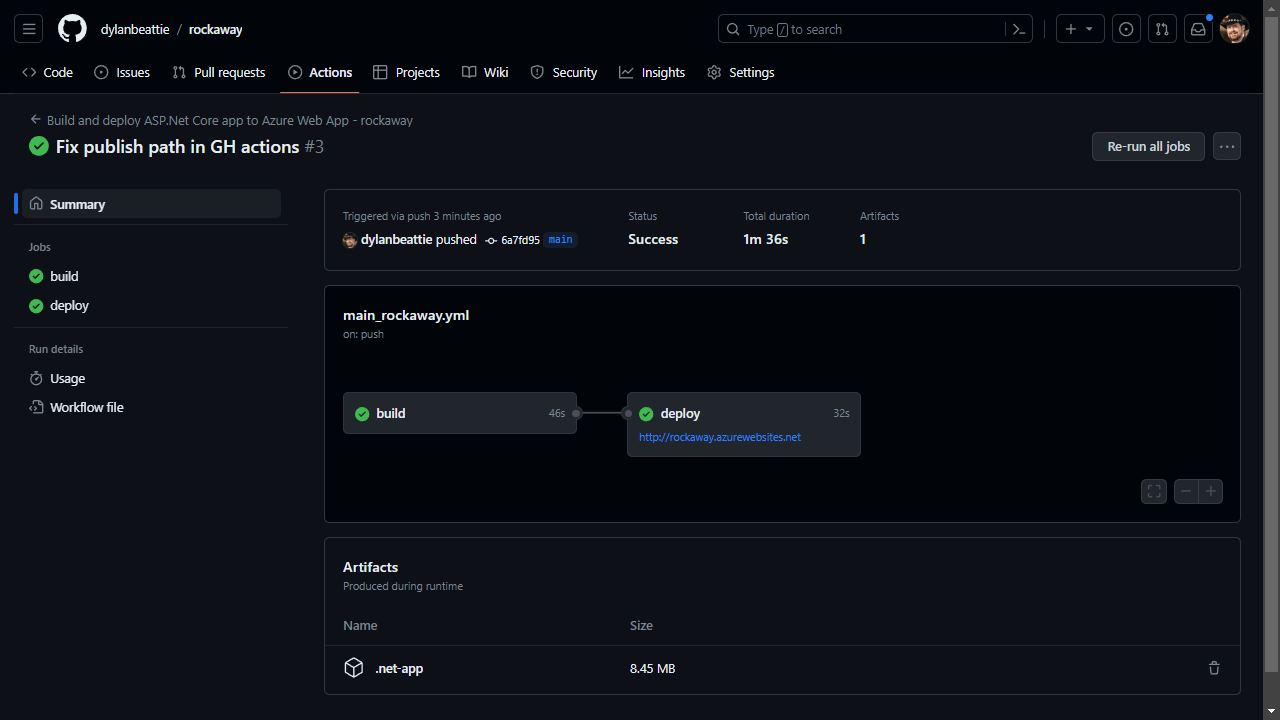 dylanbeattie / rockaway
Type / to search
Code Issues Pull requests Actions Projects Wiki Security Insights Settings
Build and deploy ASP.Net Core app to Azure Web App - rockaway
Fix publish path in GH actions #3
Re-run all jobs
Summary
Jobs
build
deploy
Run details
Usage
Workflow file
Triggered via push 3 minutes ago
dylanbeattie pushed 6a7fd95 main
Status
Success
Total duration
1m 36s
Artifacts
1
main_rockaway.yml
on: push
build 46s
deploy 32s
http://rockaway.azurewebsites.net
Artifacts
Produced during runtime
Name Size
.net-app 8.45 MB